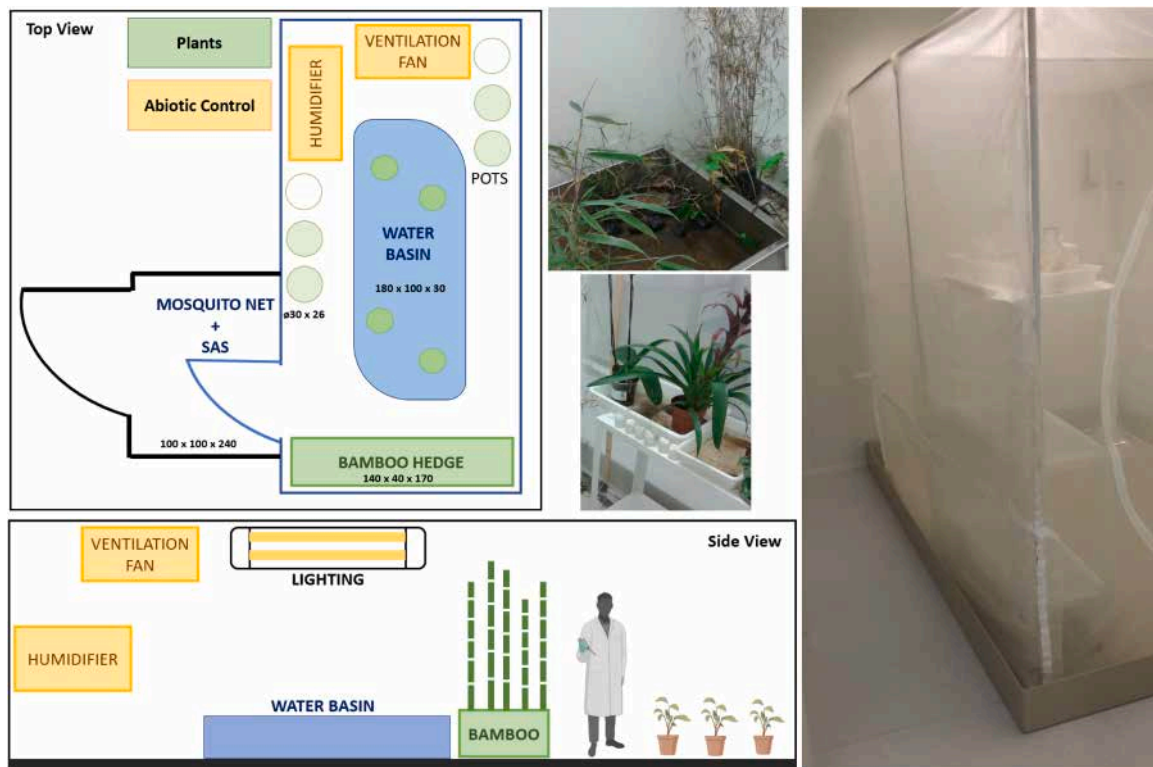 Top View
Plants
Abiotic Control
HUMIDIFIER
VENTILATION
FAN
POTS
WATER
BASIN
180 x 100 x 30
MOSQUITO NET
+
SAS
ø30 x 26
100 x 100 x 240
BAMBOO HEDGE
140 x 40 x 170
Side View
VENTILATION
FAN
LIGHTING
HUMIDIFIER
WATER BASIN
BAMBOO